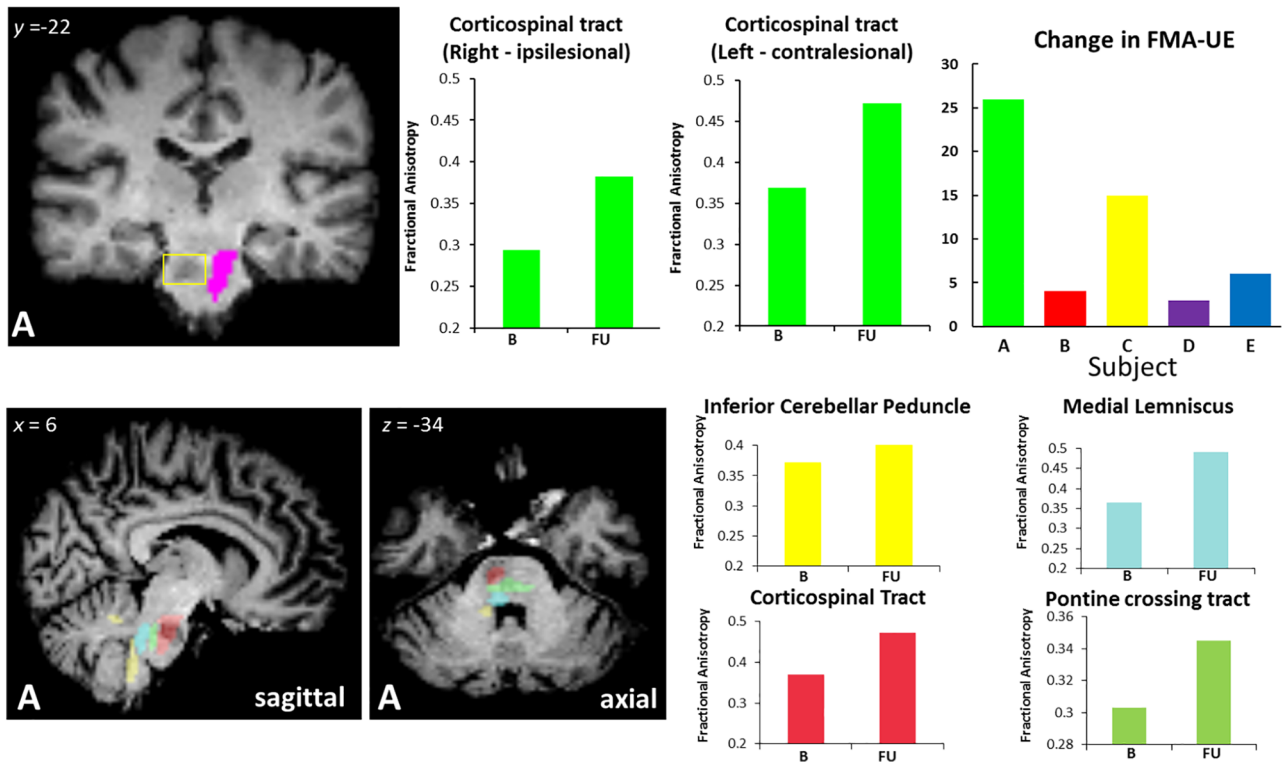 y =-22
A
Corticospinal tract
(Right - ipsilesional)
Frarctional Anisotropy
0.5
0.45
0.4
0.35
0.3
0.25
0.2
B FU
Corticospinal tract
(Left - contralesional)
Fractional Anisotropy
0.5
0.45
0.4
0.35
0.3
0.25
0.2
B FU
Change in FMA-UE
30
25
20
15
10
5
0
A B C D E
Subject
x = 6
A sagittal
z = -34
A axial
Inferior Cerebellar Peduncle
Fractional Anisotropy
0.4
0.35
0.3
0.25
0.2
B FU
Medial Lemniscus
Fractional Anisotropy
0.5
0.45
0.4
0.35
0.3
0.25
0.2
B FU
Corticospinal Tract
Fractional Anisotropy
0.5
0.4
0.3
0.2
B FU
Pontine crossing tract
Fractional Anisotropy
0.36
0.34
0.32
0.3
0.28
B FU